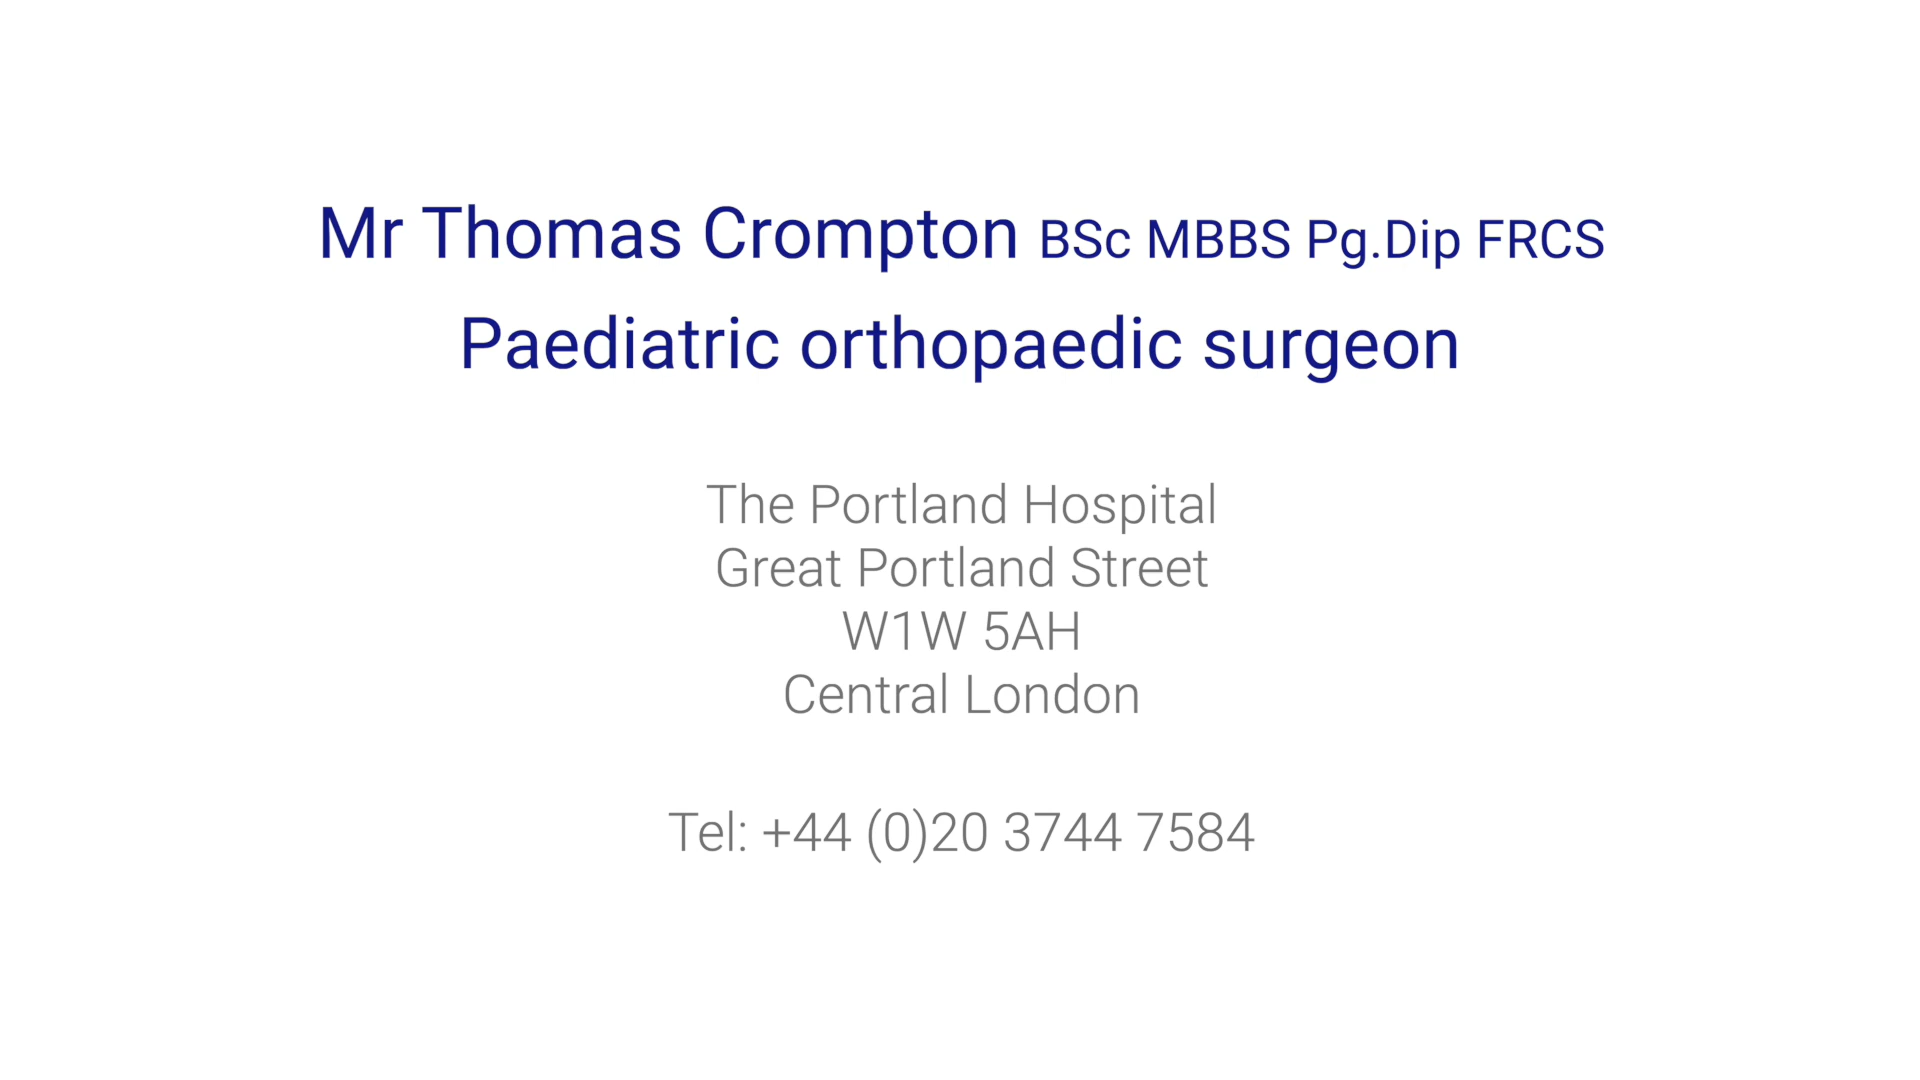 Mr Thomas Crompton BSc MBBS Pg.Dip FRCS
Paediatric orthopaedic surgeon
The Portland Hospital
Great Portland Street
W1W 5AH
Central London
Tel: +44 (0)20 3744 7584